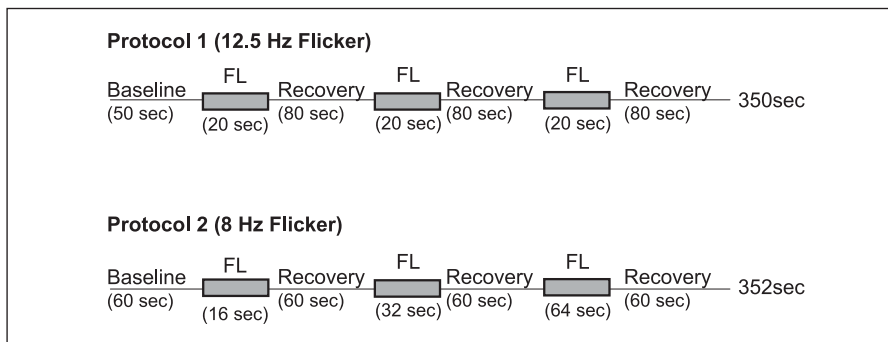 Protocol 1 (12.5 Hz Flicker)
Baseline FL Recovery FL Recovery FL Recovery 350sec
(50 sec) (20 sec) (80 sec) (20 sec) (80 sec) (20 sec) (80 sec)
Protocol 2 (8 Hz Flicker)
Baseline FL Recovery FL Recovery FL Recovery 352sec
(60 sec) (16 sec) (60 sec) (32 sec) (60 sec) (64 sec) (60 sec)